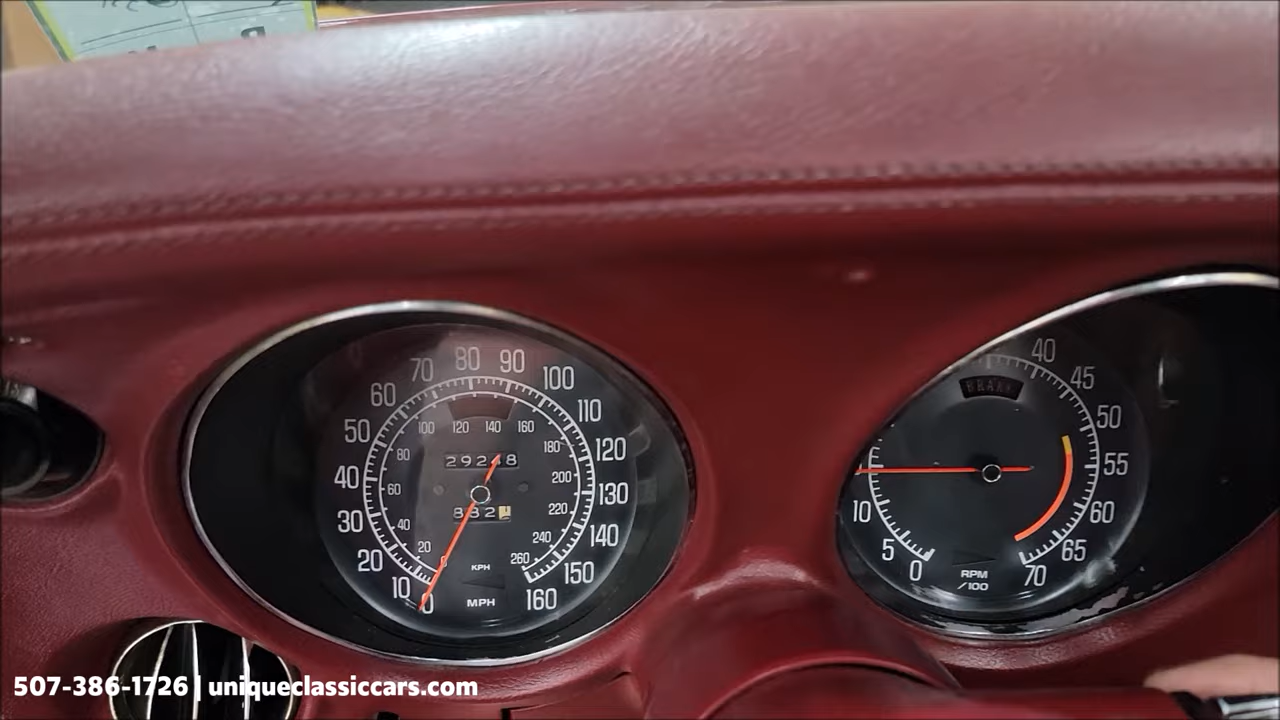 70 80 90
60 100
50 110
40 120
30 130
20 140
10 150
0 160
100 120 140 160
80 180
60 200
40 220
20 240
260
KPH
MPH
BRAKE
40
45
50
55
10 60
5 65
0 70
RPM
/100
507-386-1726 | uniqueclassiccars.com